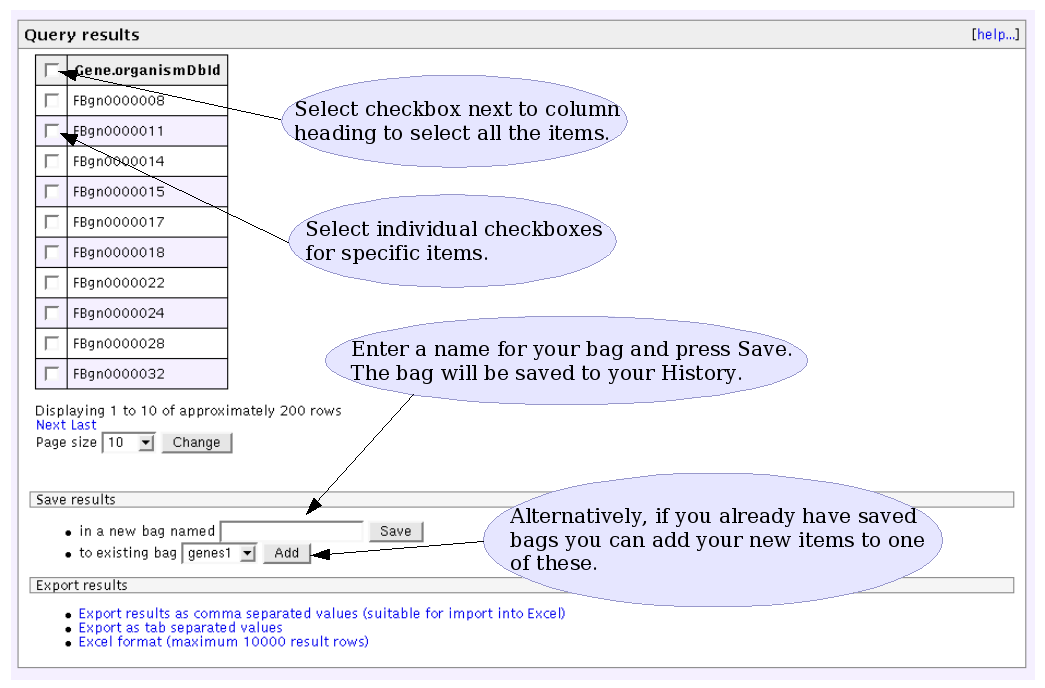 Query results
[help...]
Gene.organismDbId
FBgn0000008
FBgn0000011
FBgn0000014
FBgn0000015
FBgn0000017
FBgn0000018
FBgn0000022
FBgn0000024
FBgn0000028
FBgn0000032
Select checkbox next to column
heading to select all the items.
Select individual checkboxes
for specific items.
Enter a name for your bag and press Save.
The bag will be saved to your History.
Displaying 1 to 10 of approximately 200 rows
Next Last
Page size 10 Change
Save results
in a new bag named Save
to existing bag genes1 Add
Alternatively, if you already have saved
bags you can add your new items to one
of these.
Export results
Export results as comma separated values (suitable for import into Excel)
Export as tab separated values
Excel format (maximum 10000 result rows)